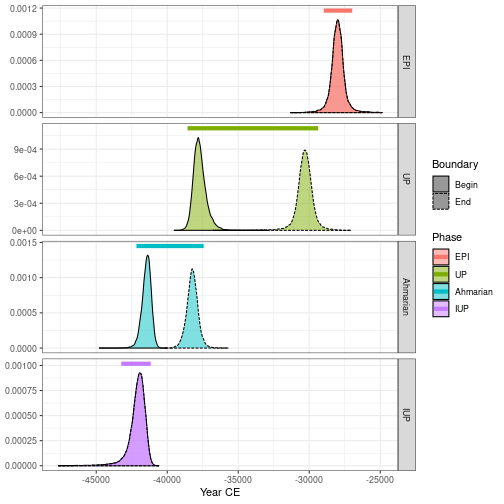 0.0012
0.0009
0.0006
0.0003
0.0000
EPI
9e-04
6e-04
3e-04
0e+00
UP
0.0015
0.0010
0.0005
0.0000
Ahmarian
0.00100
0.00075
0.00050
0.00025
0.00000
IUP
-45000 -40000 -35000 -30000 -25000
Year CE
Boundary
Begin
End
Phase
EPI
UP
Ahmarian
IUP